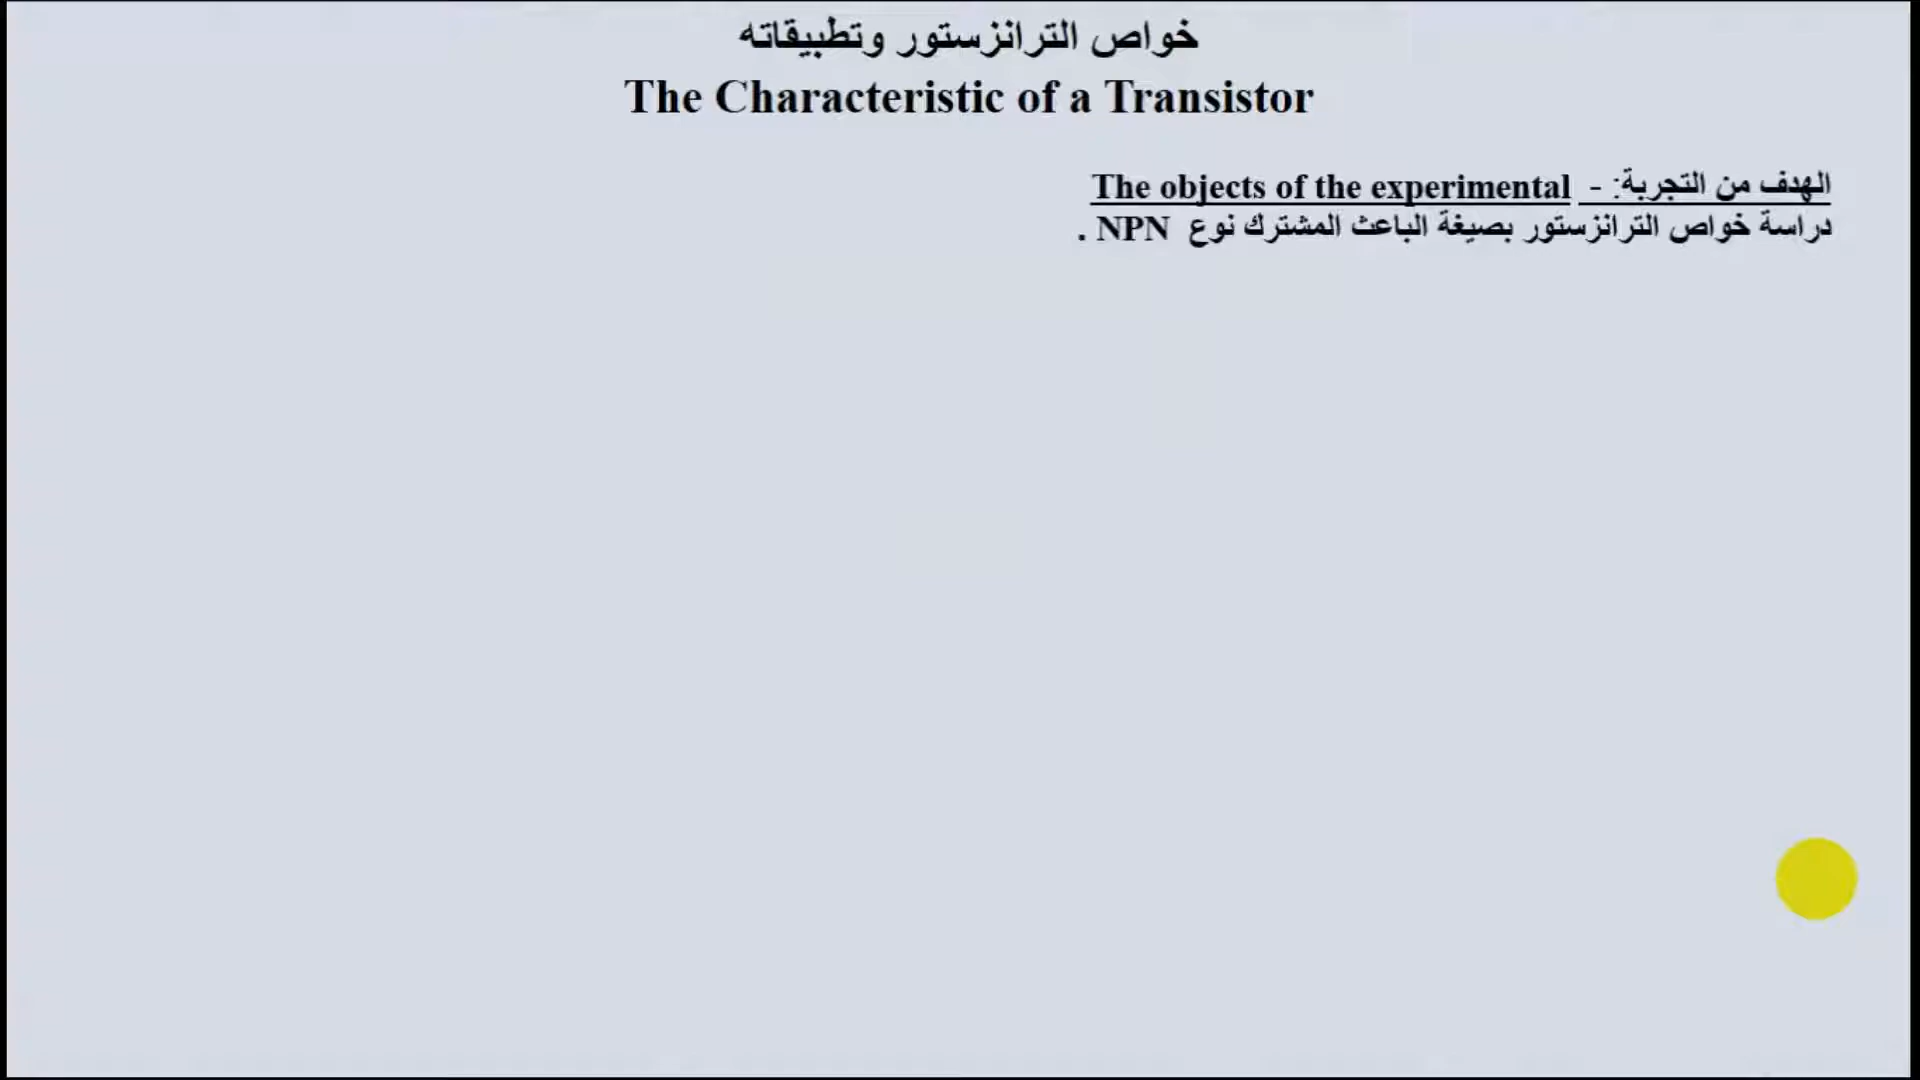 خواص الترانزستور وتطبيقاته
The Characteristic of a Transistor
الهدف من التجربة: - The objects of the experimental
دراسة خواص الترانزستور بصيغة الباعث المشترك نوع NPN .